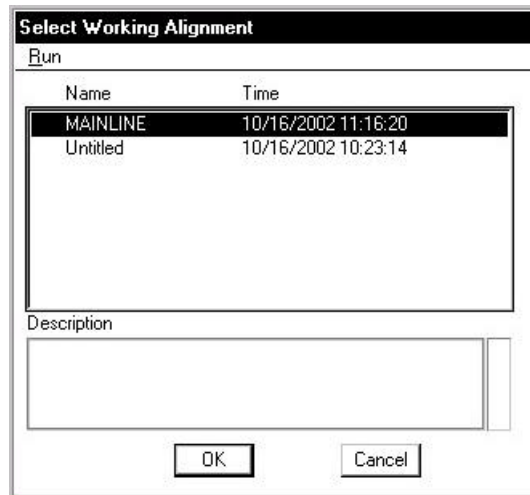 Select Working Alignment
Run
Name Time
MAINLINE 10/16/2002 11:16:20
Untitled 10/16/2002 10:23:14
Description
OK Cancel